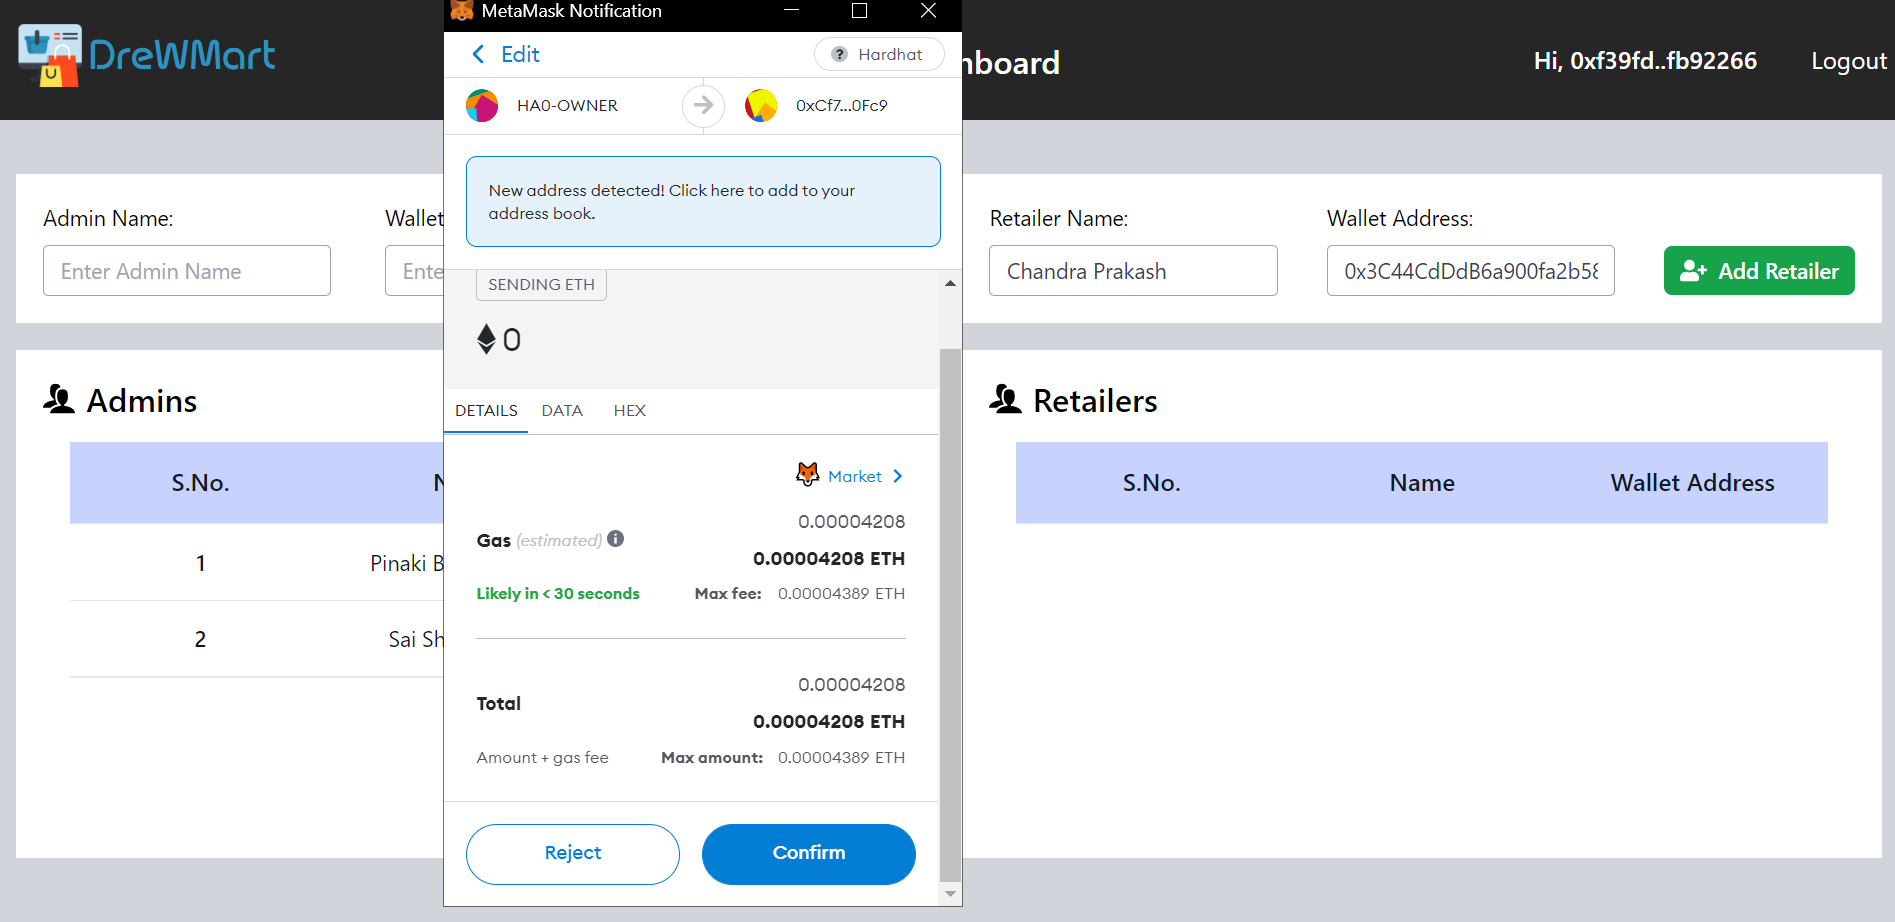 MetaMask Notification
DreWMart
Hi, 0xf39fd..fb92266
Logout
Edit
Hardhat
HA0-OWNER
0xCf7...0Fc9
New address detected! Click here to add to your
address book.
Admin Name:
Enter Admin Name
Retailer Name:
Chandra Prakash
Wallet Address:
0x3C44CdDdB6a900fa2b58
Add Retailer
SENDING ETH
0
DETAILS
DATA
HEX
Market
Gas (estimated)
0.00004208
0.00004208 ETH
Likely in < 30 seconds
Max fee: 0.00004389 ETH
Total
0.00004208
0.00004208 ETH
Amount + gas fee
Max amount: 0.00004389 ETH
Reject
Confirm
Admins
S.No.
1
Pinaki B
2
Sai Sh
Retailers
S.No.
Name
Wallet Address